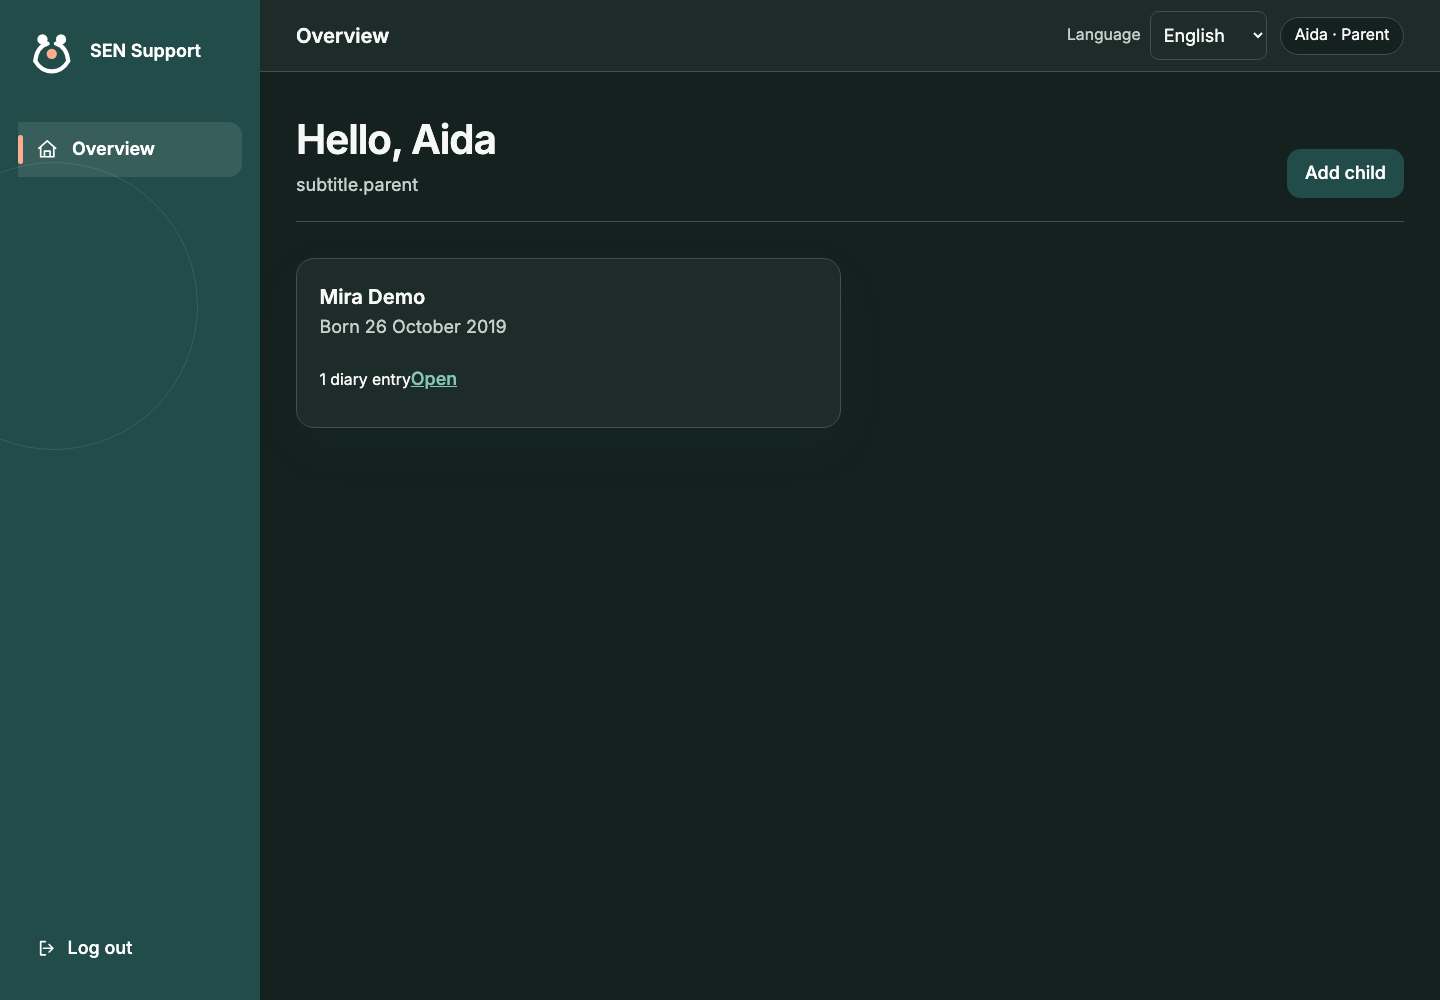 SEN Support
Overview
Log out
Overview
Language English Aida · Parent
Hello, Aida
subtitle.parent
Add child
Mira Demo
Born 26 October 2019
1 diary entryOpen